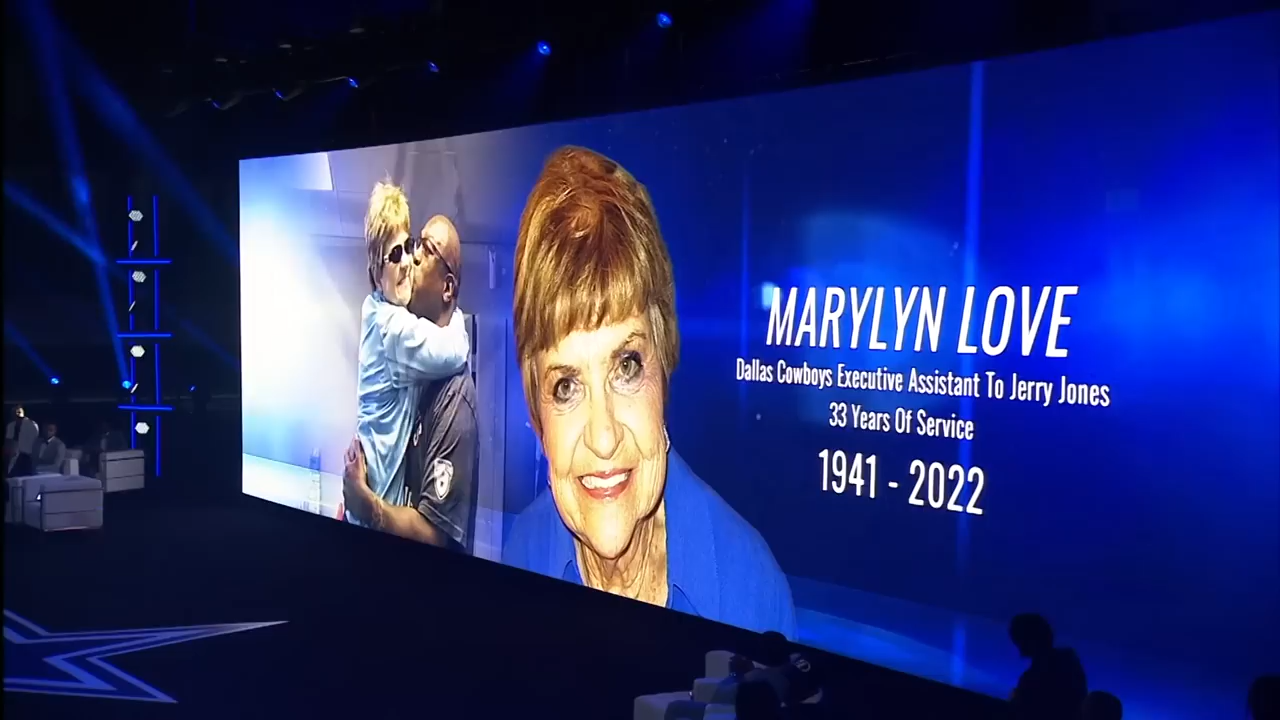 MARYLYN LOVE
Dallas Cowboys Executive Assistant To Jerry Jones
33 Years Of Service
1941 - 2022